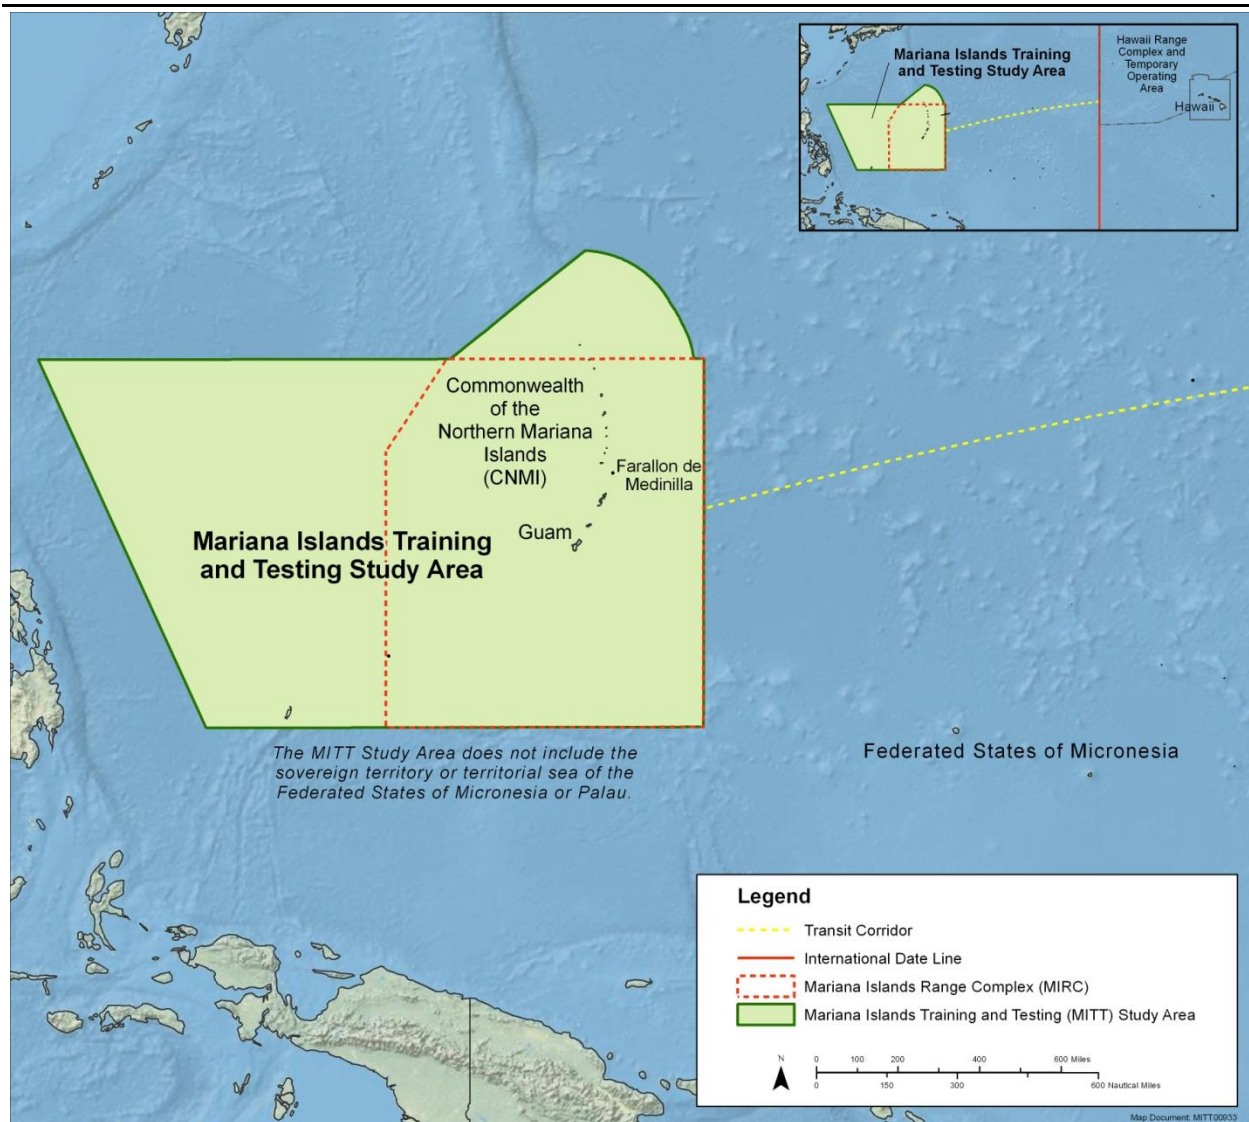 Mariana Islands Training
and Testing Study Area
Hawaii Range
Complex and
Temporary
Operating
Area
Hawaii
Commonwealth
of the
Northern Mariana
Islands
(CNMI)
Farallon de
Medinilla
Guam
Mariana Islands Training
and Testing Study Area
The MITT Study Area does not include the
sovereign territory or territorial sea of the
Federated States of Micronesia or Palau.
Federated States of Micronesia
Legend
Transit Corridor
International Date Line
Mariana Islands Range Complex (MIRC)
Mariana Islands Training and Testing (MITT) Study Area
N
0 100 200 400 600 Miles
0 150 300 600 Nautical Miles
Map Document: MITT00933